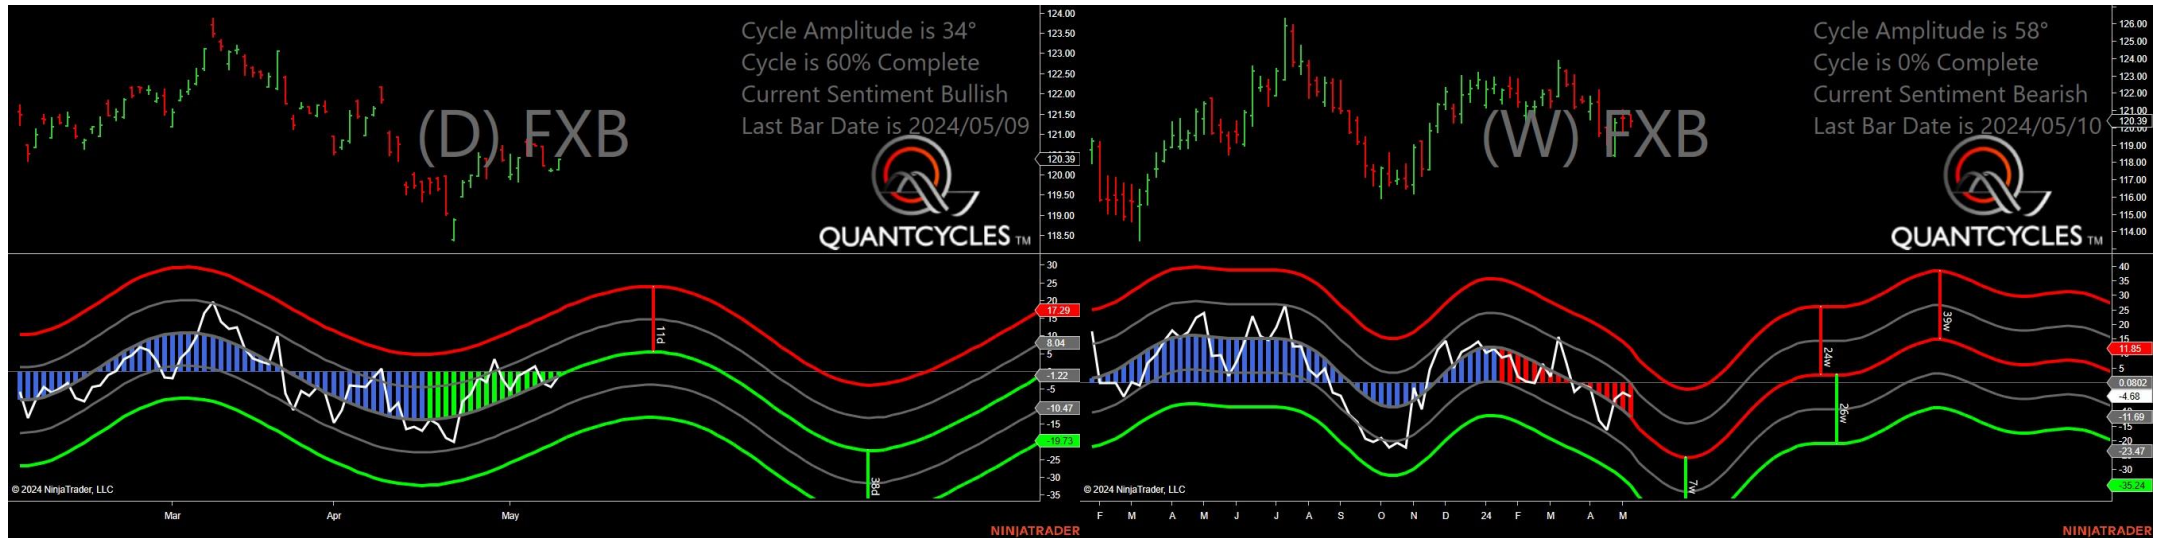 Cycle Amplitude is 34°
Cycle is 60% Complete
Current Sentiment Bullish
Last Bar Date is 2024/05/09
(D) FXB
QUANTCYCLES TM
124.00
123.50
123.00
122.50
122.00
121.50
121.00
120.39
120.00
119.50
119.00
118.50
30
25
20
17.29
15
10
8.04
5
-1.22
-5
-10.47
-15
-19.73
-25
-30
-35
11d
38d
© 2024 NinjaTrader, LLC
Mar
Apr
May
NINJATRADER
Cycle Amplitude is 58°
Cycle is 0% Complete
Current Sentiment Bearish
Last Bar Date is 2024/05/10
(W) FXB
QUANTCYCLES TM
126.00
125.00
124.00
123.00
122.00
121.00
120.39
120.00
119.00
118.00
117.00
116.00
115.00
114.00
40
35
30
25
20
15
11.85
5
0.0802
-4.68
-11.69
-15
-20
-23.47
-30
-35.24
7w
24w
26w
39w
© 2024 NinjaTrader, LLC
F M A M J J A S O N D 24 F M A M
NINJATRADER